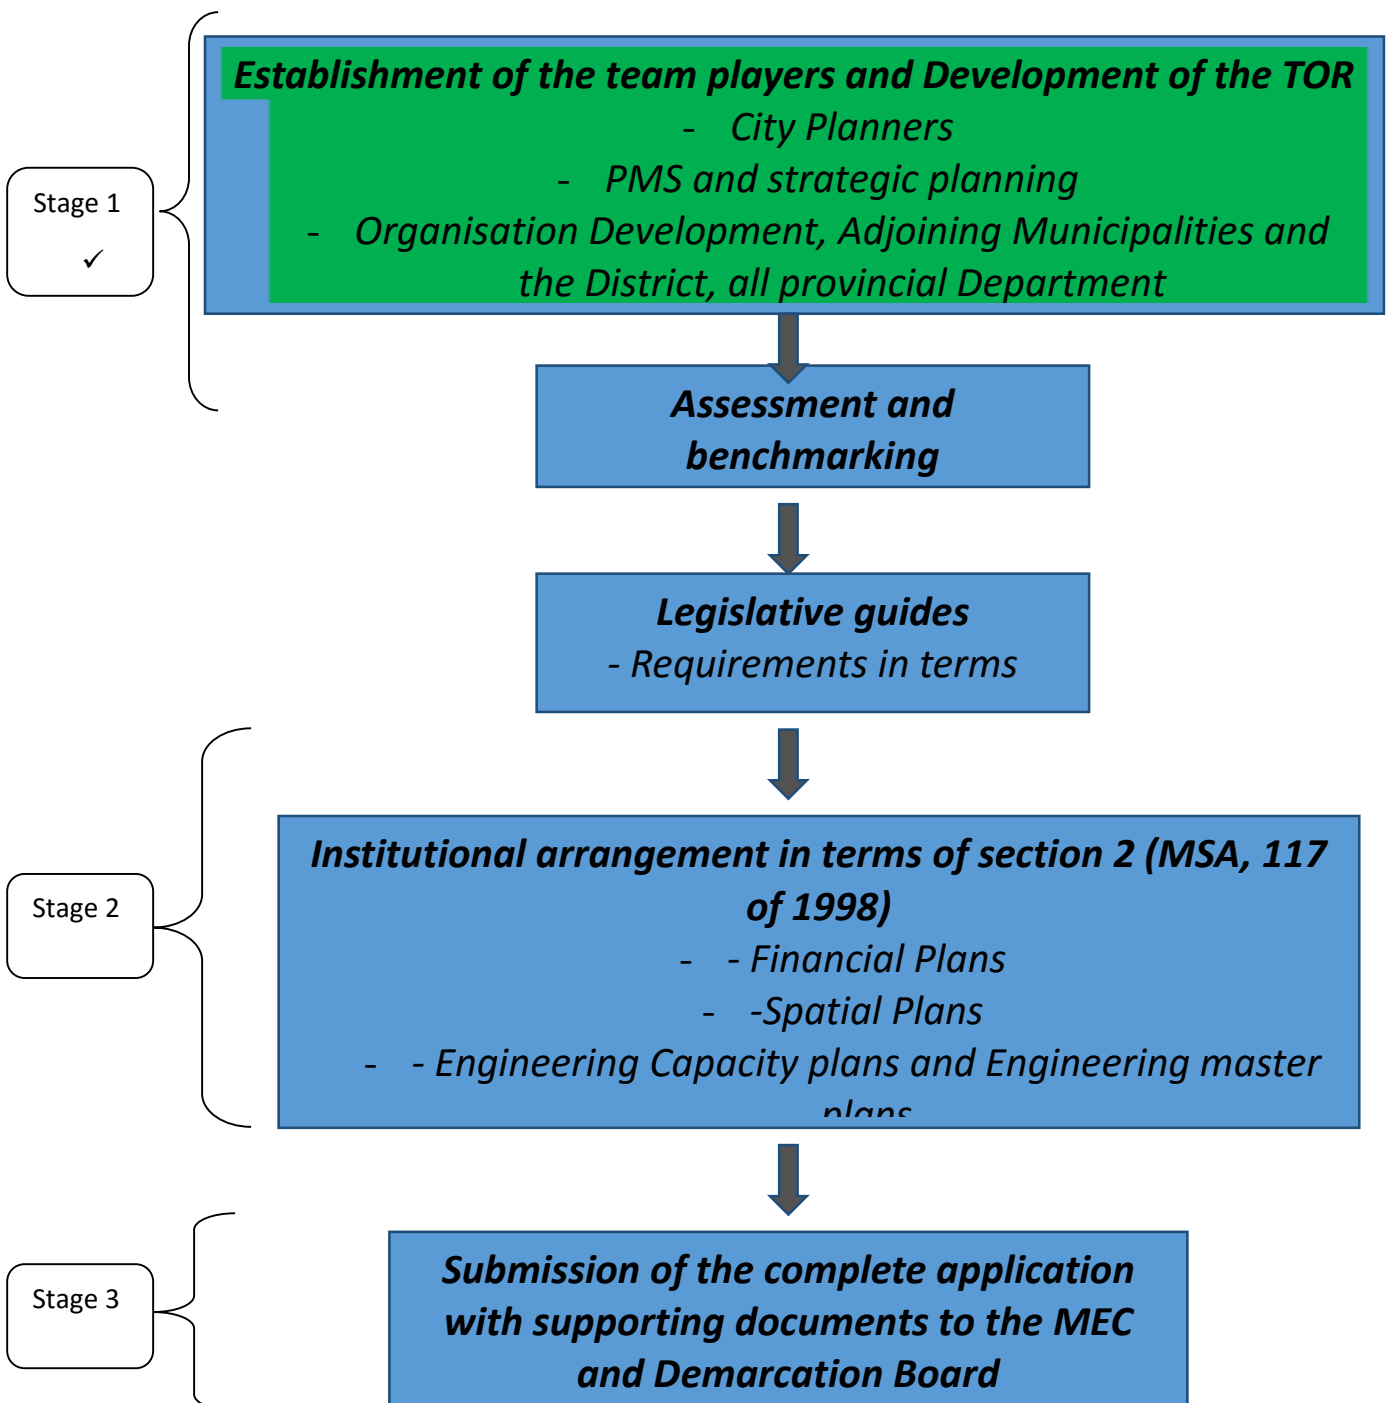 Establishment of the team players and Development of the TOR
- City Planners
- PMS and strategic planning
- Organisation Development, Adjoining Municipalities and
the District, all provincial Department
Stage 1
✓
Assessment and
benchmarking
Legislative guides
- Requirements in terms
Institutional arrangement in terms of section 2 (MSA, 117
of 1998)
- - Financial Plans
- -Spatial Plans
- - Engineering Capacity plans and Engineering master
plans
Stage 2
Submission of the complete application
with supporting documents to the MEC
and Demarcation Board
Stage 3